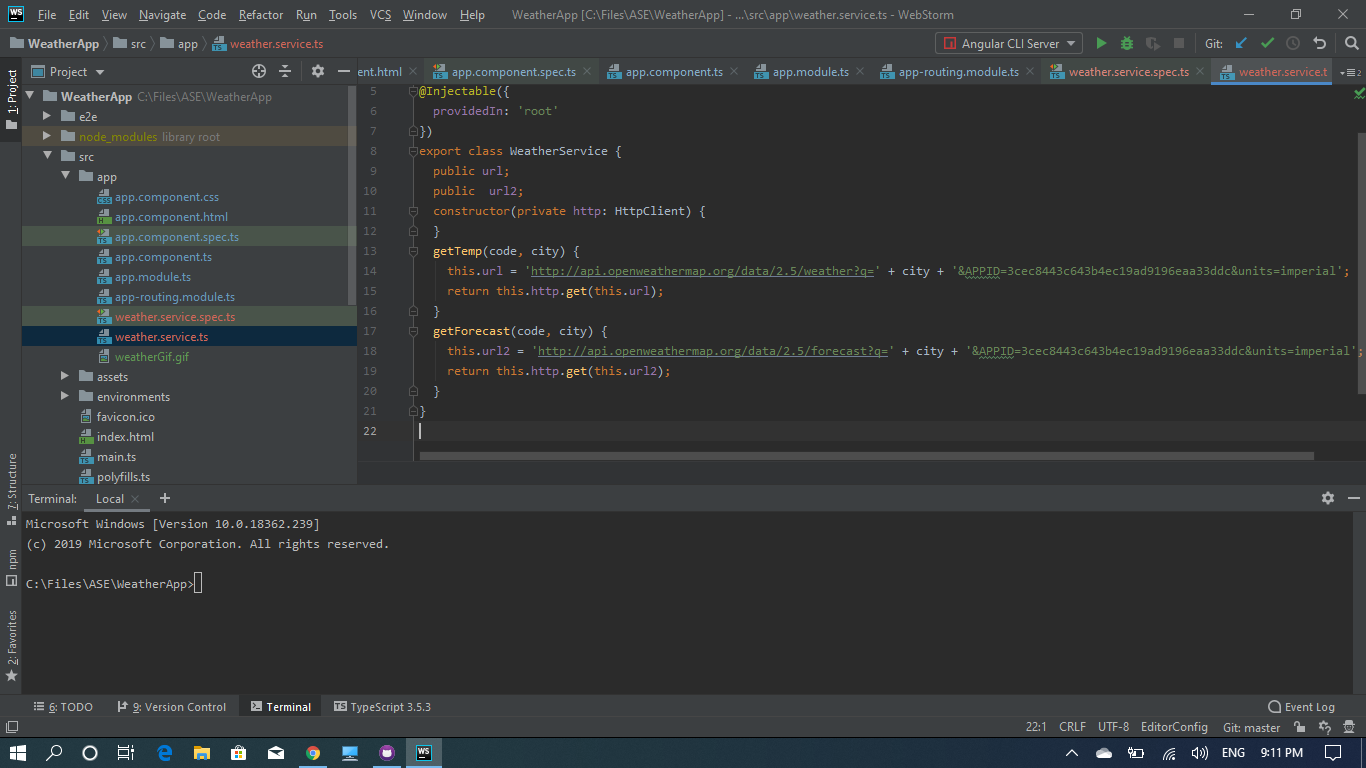 WS File Edit View Navigate Code Refactor Run Tools VCS Window Help WeatherApp [C:\Files\ASE\WeatherApp] - ...\src\app\weather.service.ts - WebStorm
WeatherApp src app weather.service.ts Angular CLI Server Git:
1: Project
Project
ent.html app.component.spec.ts app.component.ts app.module.ts app-routing.module.ts weather.service.spec.ts weather.service.t
WeatherApp C:\Files\ASE\WeatherApp
e2e
node_modules library root
src
app
app.component.css
app.component.html
app.component.spec.ts
app.component.ts
app.module.ts
app-routing.module.ts
weather.service.spec.ts
weather.service.ts
weatherGif.gif
assets
environments
favicon.ico
index.html
main.ts
polyfills.ts
5 @Injectable({
6 providedIn: 'root'
7 })
8 export class WeatherService {
9 public url;
10 public  url2;
11 constructor(private http: HttpClient) {
12 }
13 getTemp(code, city) {
14 this.url = 'http://api.openweathermap.org/data/2.5/weather?q=' + city + '&APPID=3cec8443c643b4ec19ad9196eaa33ddc&units=imperial';
15 return this.http.get(this.url);
16 }
17 getForecast(code, city) {
18 this.url2 = 'http://api.openweathermap.org/data/2.5/forecast?q=' + city + '&APPID=3cec8443c643b4ec19ad9196eaa33ddc&units=imperial';
19 return this.http.get(this.url2);
20 }
21 }
22
7: Structure
npm
2: Favorites
Terminal: Local
Microsoft Windows [Version 10.0.18362.239]
(c) 2019 Microsoft Corporation. All rights reserved.
C:\Files\ASE\WeatherApp>
6: TODO 9: Version Control Terminal TypeScript 3.5.3 Event Log
22:1 CRLF UTF-8 EditorConfig Git: master
ENG 9:11 PM